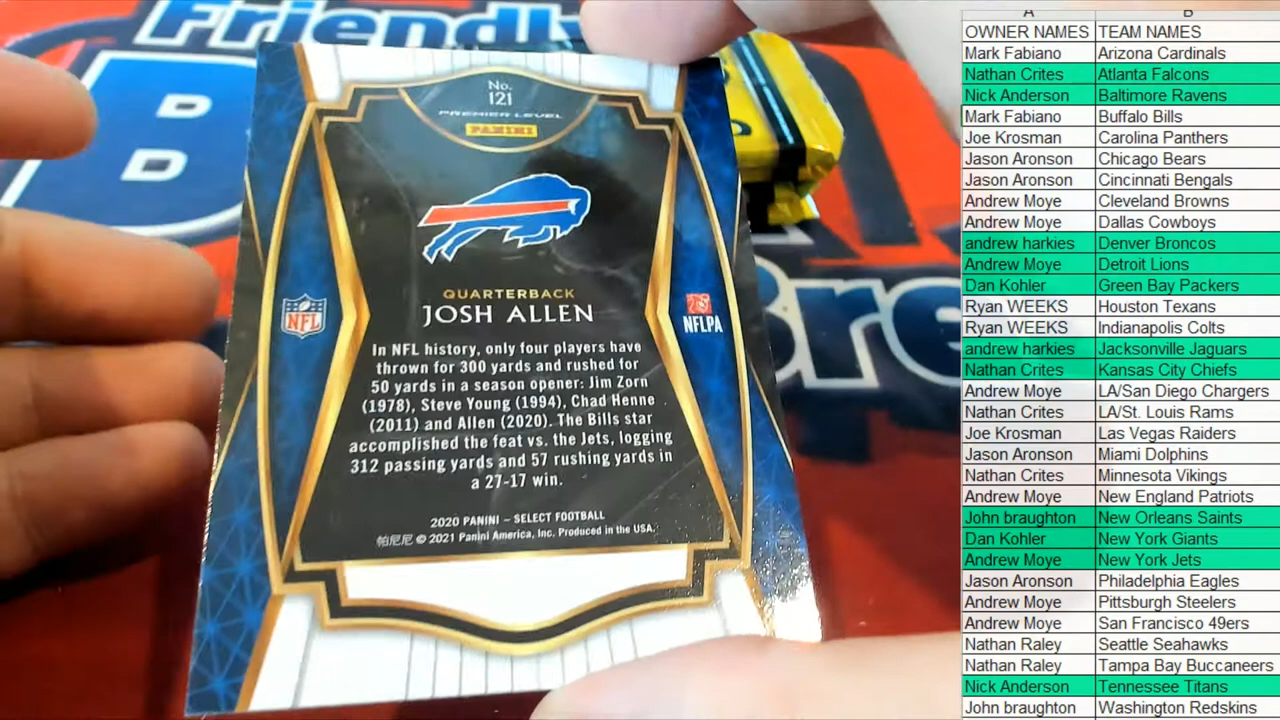 Friendly
No.
121
PREMIER LEVEL
PANINI
QUARTERBACK
JOSH ALLEN
NFL
NFLPA
In NFL history, only four players have
thrown for 300 yards and rushed for
50 yards in a season opener: Jim Zorn
(1978), Steve Young (1994), Chad Henne
(2011) and Allen (2020). The Bills star
accomplished the feat vs. the Jets, logging
312 passing yards and 57 rushing yards in
a 27-17 win.
2020 PANINI – SELECT FOOTBALL
帕尼尼 © 2021 Panini America, Inc. Produced in the USA.
A B
OWNER NAMES TEAM NAMES
Mark Fabiano Arizona Cardinals
Nathan Crites Atlanta Falcons
Nick Anderson Baltimore Ravens
Mark Fabiano Buffalo Bills
Joe Krosman Carolina Panthers
Jason Aronson Chicago Bears
Jason Aronson Cincinnati Bengals
Andrew Moye Cleveland Browns
Andrew Moye Dallas Cowboys
andrew harkies Denver Broncos
Andrew Moye Detroit Lions
Dan Kohler Green Bay Packers
Ryan WEEKS Houston Texans
Ryan WEEKS Indianapolis Colts
andrew harkies Jacksonville Jaguars
Nathan Crites Kansas City Chiefs
Andrew Moye LA/San Diego Chargers
Nathan Crites LA/St. Louis Rams
Joe Krosman Las Vegas Raiders
Jason Aronson Miami Dolphins
Nathan Crites Minnesota Vikings
Andrew Moye New England Patriots
John braughton New Orleans Saints
Dan Kohler New York Giants
Andrew Moye New York Jets
Jason Aronson Philadelphia Eagles
Andrew Moye Pittsburgh Steelers
Andrew Moye San Francisco 49ers
Nathan Raley Seattle Seahawks
Nathan Raley Tampa Bay Buccaneers
Nick Anderson Tennessee Titans
John braughton Washington Redskins